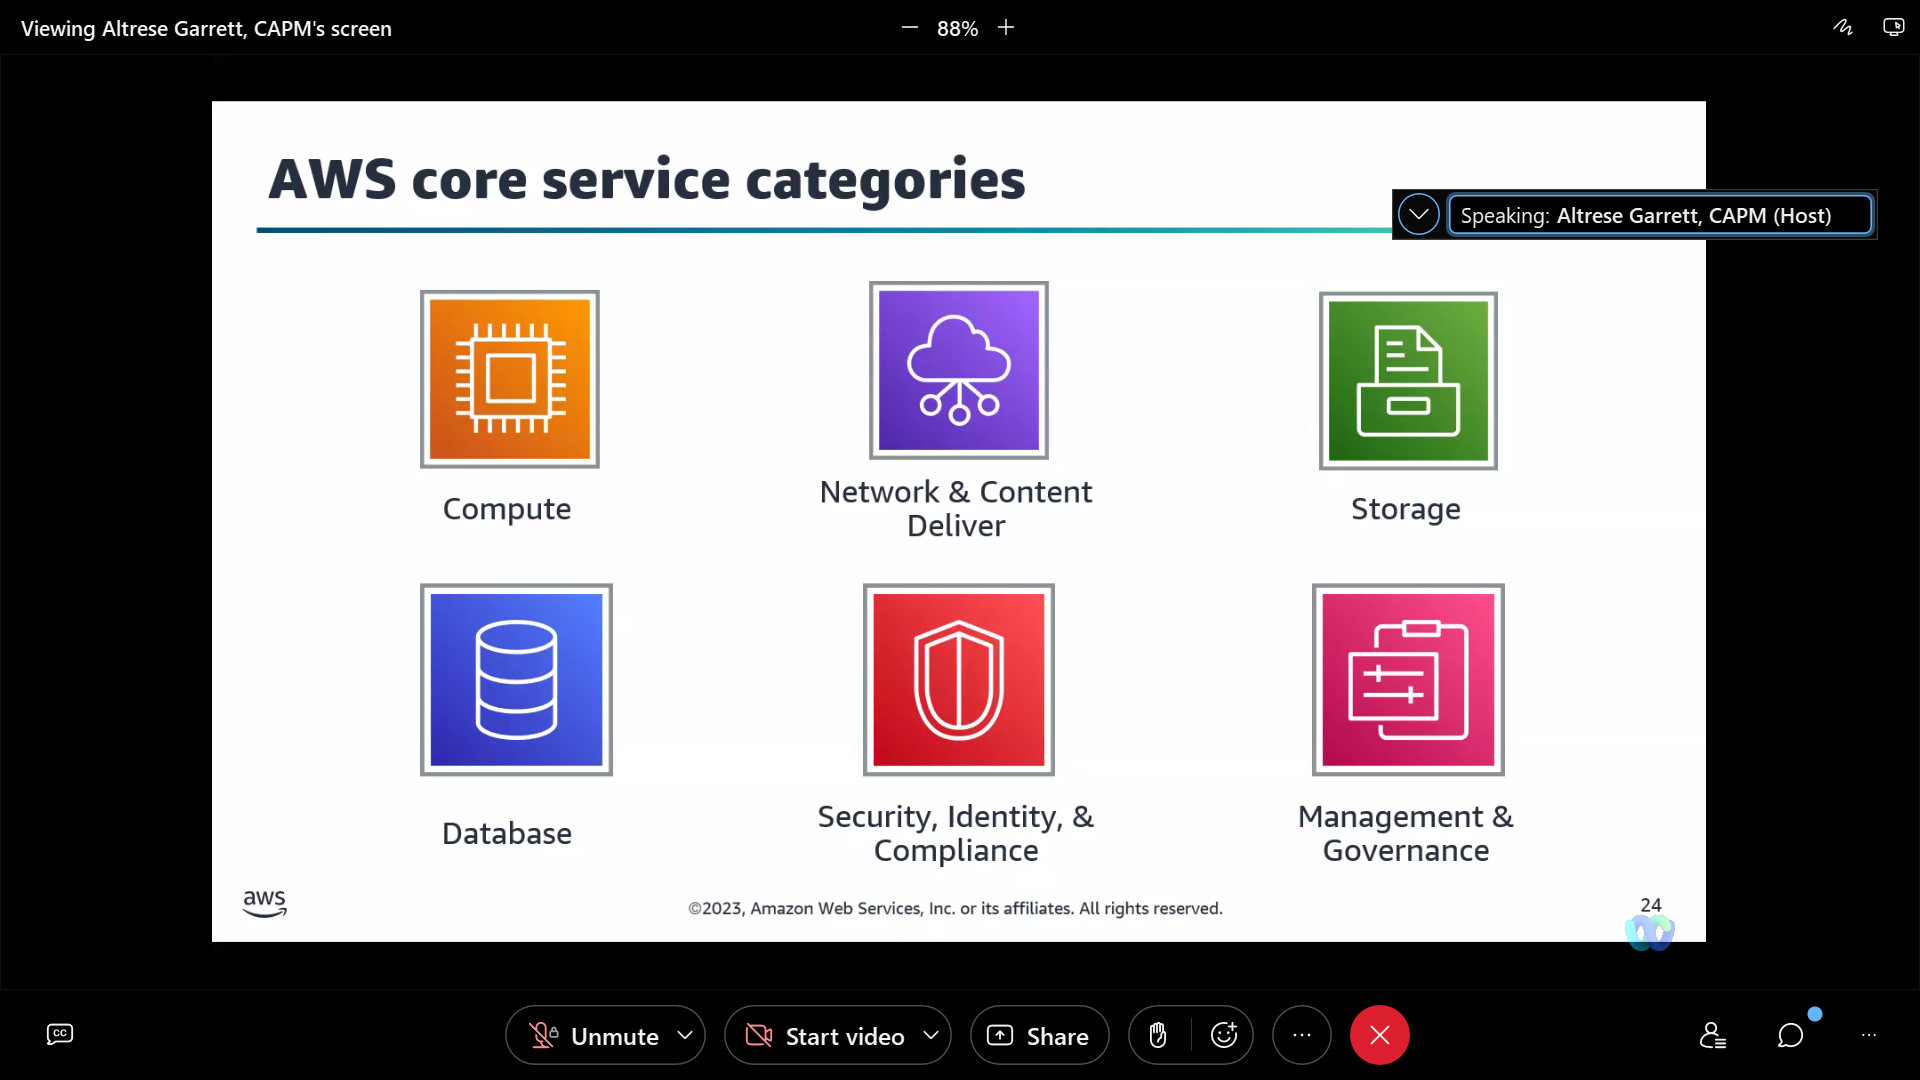 Viewing Altrese Garrett, CAPM's screen
88%
AWS core service categories
Speaking: Altrese Garrett, CAPM (Host)
Compute
Network & Content
Deliver
Storage
Database
Security, Identity, &
Compliance
Management &
Governance
aws
©2023, Amazon Web Services, Inc. or its affiliates. All rights reserved.
24
CC
Unmute
Start video
Share